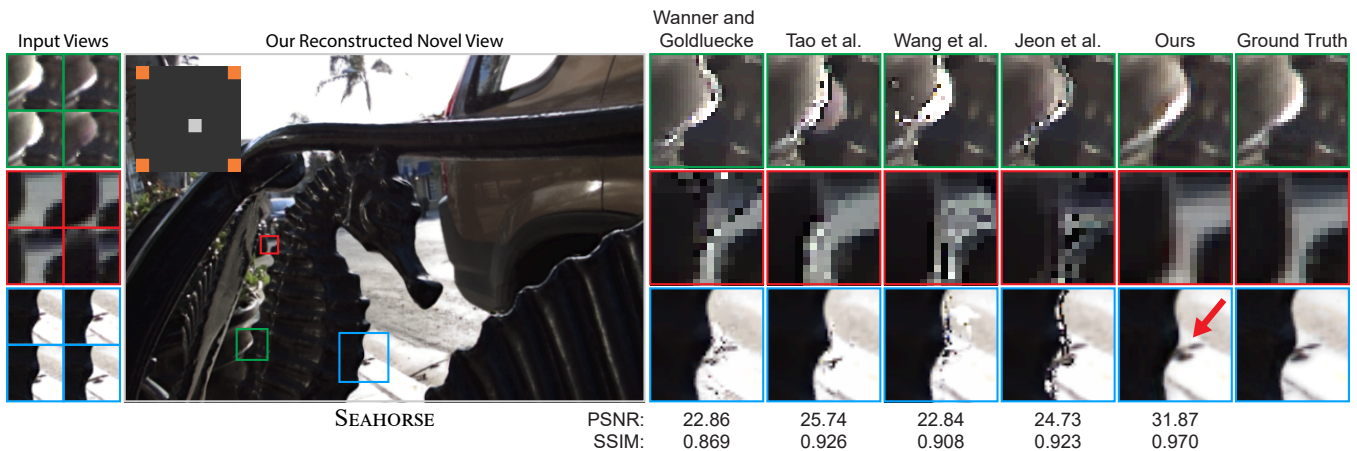 Wanner and
Input Views Our Reconstructed Novel View Goldluecke Tao et al. Wang et al. Jeon et al. Ours Ground Truth
SEAHORSE PSNR: 22.86 25.74 22.84 24.73 31.87
SSIM: 0.869 0.926 0.908 0.923 0.970